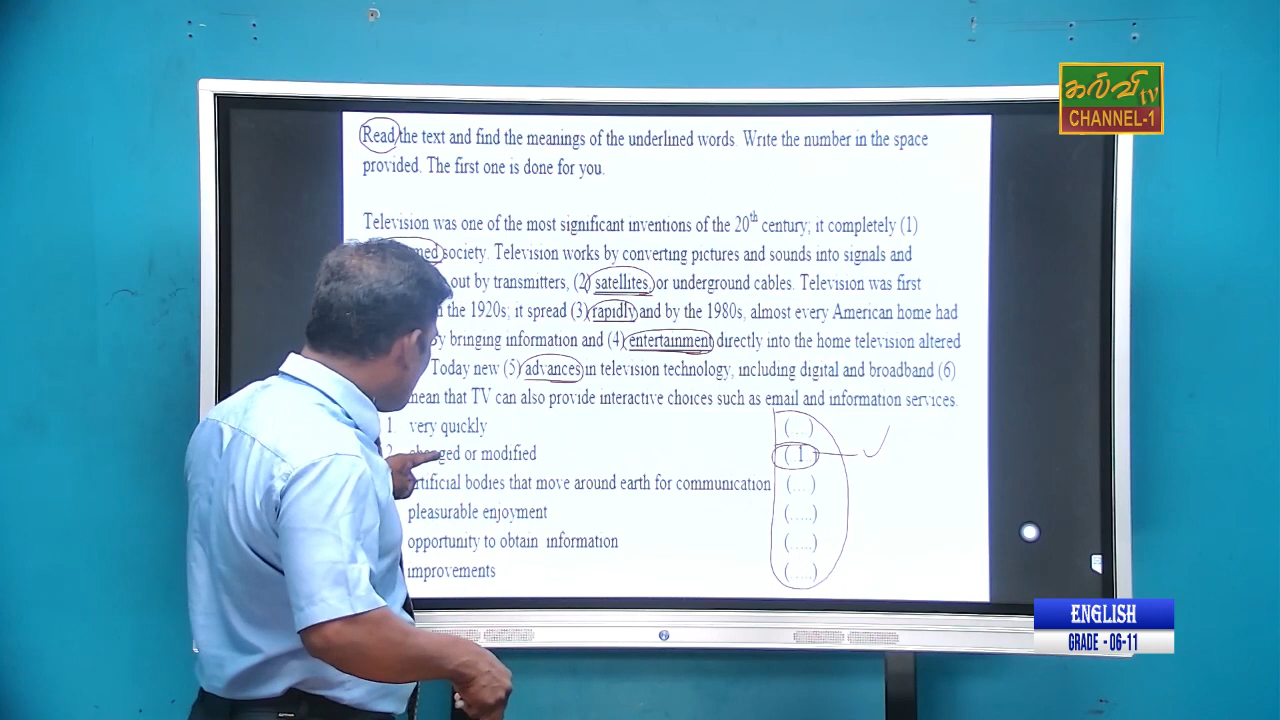 கல்வி TV
CHANNEL-1
Read the text and find the meanings of the underlined words. Write the number in the space
provided. The first one is done for you.
Television was one of the most significant inventions of the 20th century; it completely (1)
society. Television works by converting pictures and sounds into signals and
out by transmitters, (2) satellites, or underground cables. Television was first
the 1920s; it spread (3) rapidly and by the 1980s, almost every American home had
By bringing information and (4) entertainment directly into the home television altered
Today new (5) advances in television technology, including digital and broadband (6)
mean that TV can also provide interactive choices such as email and information services.
1. very quickly (...)
2. changed or modified ( 1 )
artificial bodies that move around earth for communication (...)
pleasurable enjoyment (.....)
opportunity to obtain information (....)
improvements (.....)
ENGLISH
GRADE - 06-11